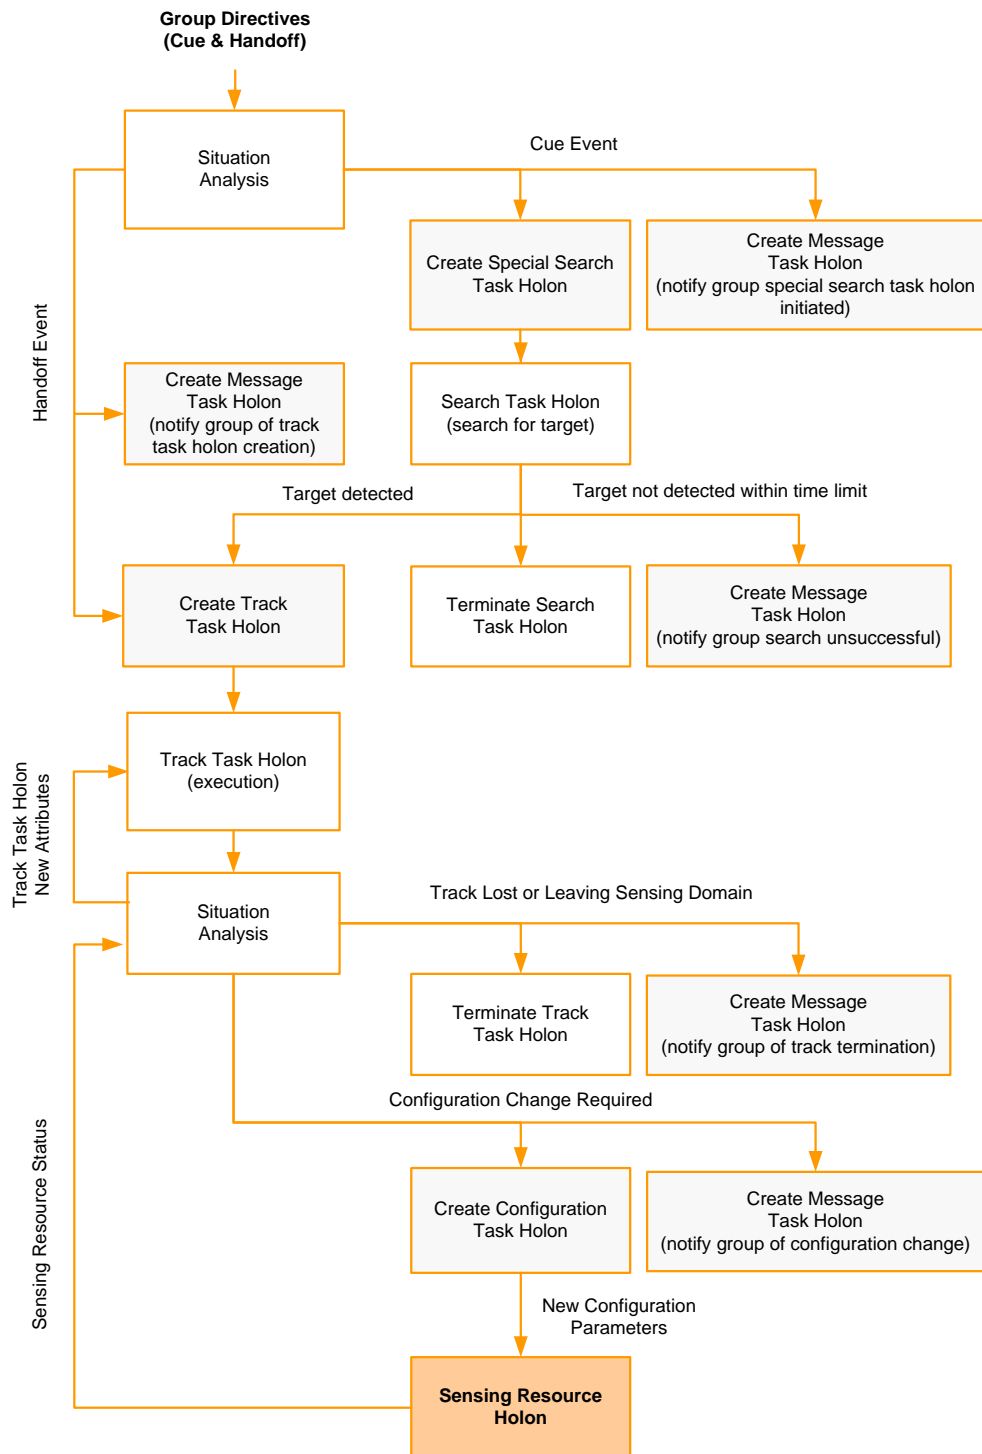 Group Directives
(Cue & Handoff)
Situation
Analysis
Cue Event
Create Special Search
Task Holon
Create Message
Task Holon
(notify group special search task holon
initiated)
Handoff Event
Create Message
Task Holon
(notify group of track
task holon creation)
Search Task Holon
(search for target)
Target detected
Target not detected within time limit
Create Track
Task Holon
Terminate Search
Task Holon
Create Message
Task Holon
(notify group search unsuccessful)
Track Task Holon
(execution)
Track Task Holon
New Attributes
Situation
Analysis
Track Lost or Leaving Sensing Domain
Terminate Track
Task Holon
Create Message
Task Holon
(notify group of track termination)
Configuration Change Required
Sensing Resource Status
Create Configuration
Task Holon
Create Message
Task Holon
(notify group of configuration change)
New Configuration
Parameters
Sensing Resource
Holon